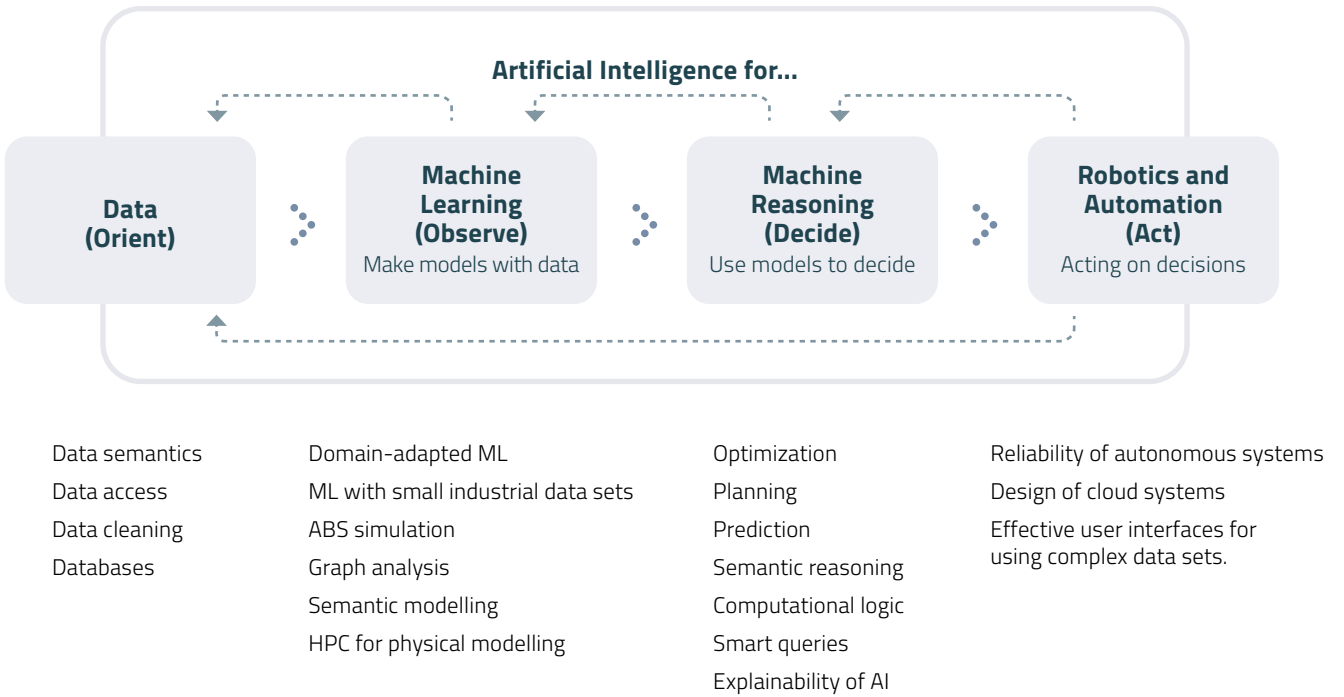 Artificial Intelligence for...
Data
(Orient)
Machine
Learning
(Observe)
Make models with data
Machine
Reasoning
(Decide)
Use models to decide
Robotics and
Automation
(Act)
Acting on decisions
Data semantics
Data access
Data cleaning
Databases
Domain-adapted ML
ML with small industrial data sets
ABS simulation
Graph analysis
Semantic modelling
HPC for physical modelling
Optimization
Planning
Prediction
Semantic reasoning
Computational logic
Smart queries
Explainability of AI
Reliability of autonomous systems
Design of cloud systems
Effective user interfaces for
using complex data sets.